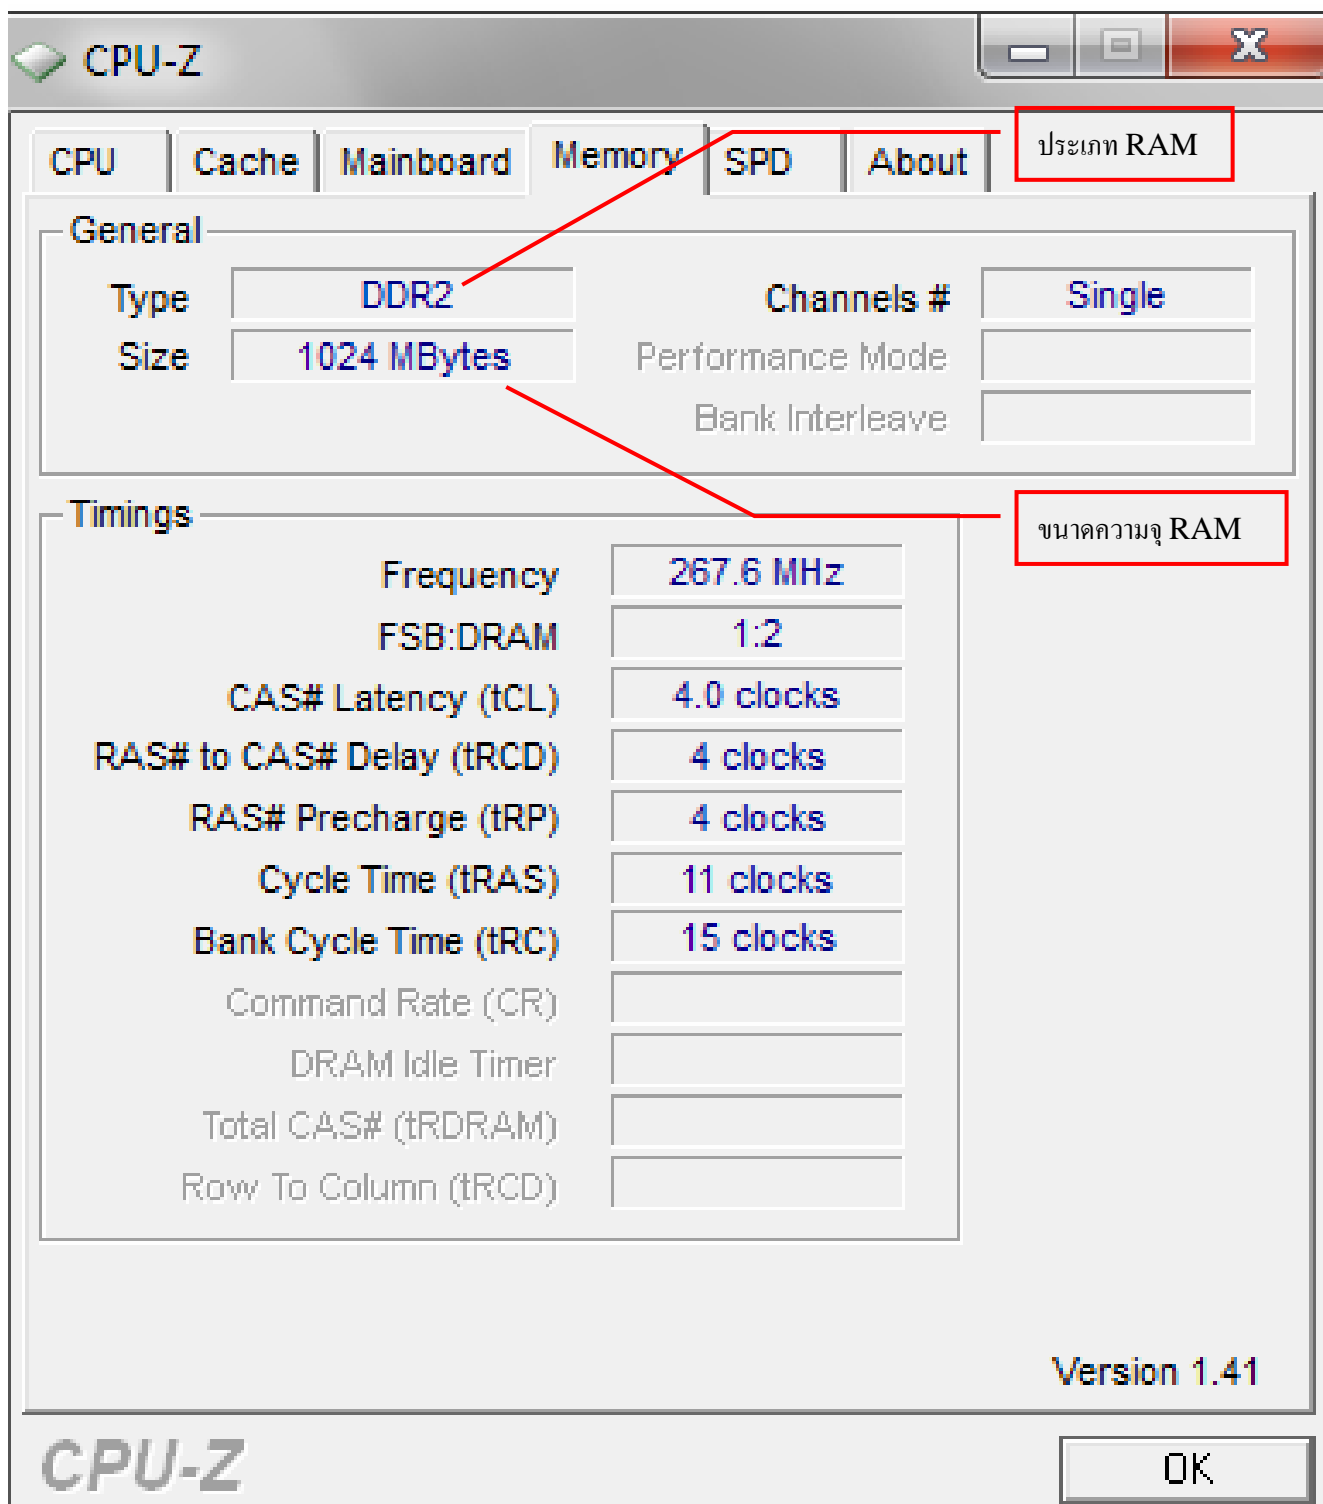 CPU-Z
CPU Cache Mainboard Memory SPD About
ประเภท RAM
General
Type DDR2 Channels # Single
Size 1024 MBytes Performance Mode
Bank Interleave
Timings
ขนาดความจุ RAM
Frequency 267.6 MHz
FSB:DRAM 1:2
CAS# Latency (tCL) 4.0 clocks
RAS# to CAS# Delay (tRCD) 4 clocks
RAS# Precharge (tRP) 4 clocks
Cycle Time (tRAS) 11 clocks
Bank Cycle Time (tRC) 15 clocks
Command Rate (CR)
DRAM Idle Timer
Total CAS# (tRDRAM)
Row To Column (tRCD)
Version 1.41
CPU-Z OK